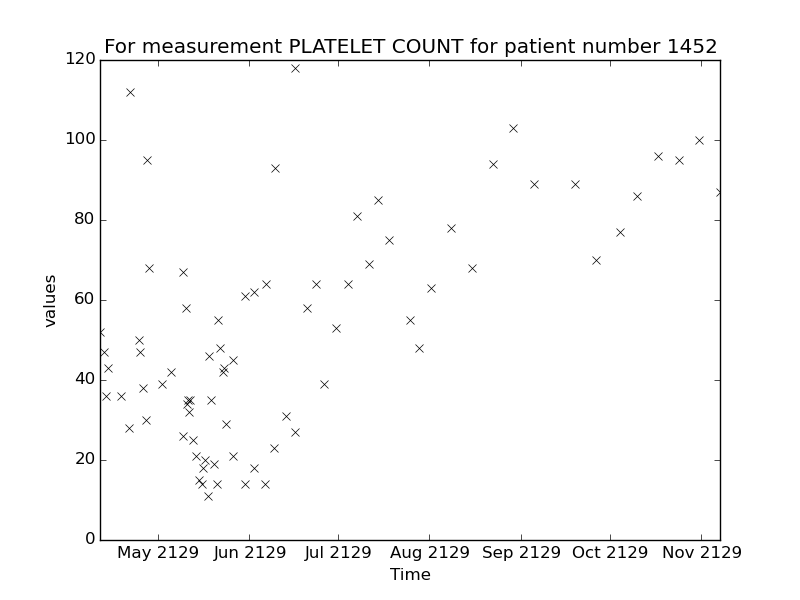 For measurement PLATELET COUNT for patient number 1452
120
100
80
60
40
20
0
values
May 2129 Jun 2129 Jul 2129 Aug 2129 Sep 2129 Oct 2129 Nov 2129
Time